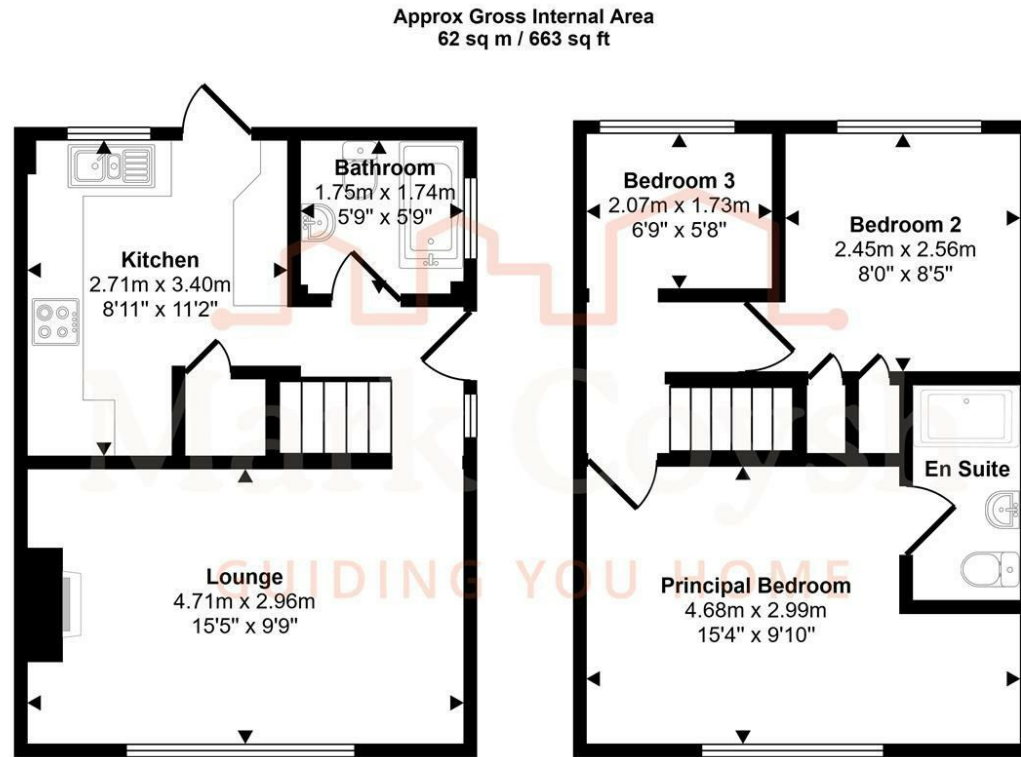 Approx Gross Internal Area
62 sq m / 663 sq ft
Kitchen
2.71m x 3.40m
8'11" x 11'2"
Bathroom
1.75m x 1.74m
5'9" x 5'9"
Lounge
4.71m x 2.96m
15'5" x 9'9"
Bedroom 3
2.07m x 1.73m
6'9" x 5'8"
Bedroom 2
2.45m x 2.56m
8'0" x 8'5"
En Suite
Principal Bedroom
4.68m x 2.99m
15'4" x 9'10"
Mark Coysh
GUIDING YOU HOME